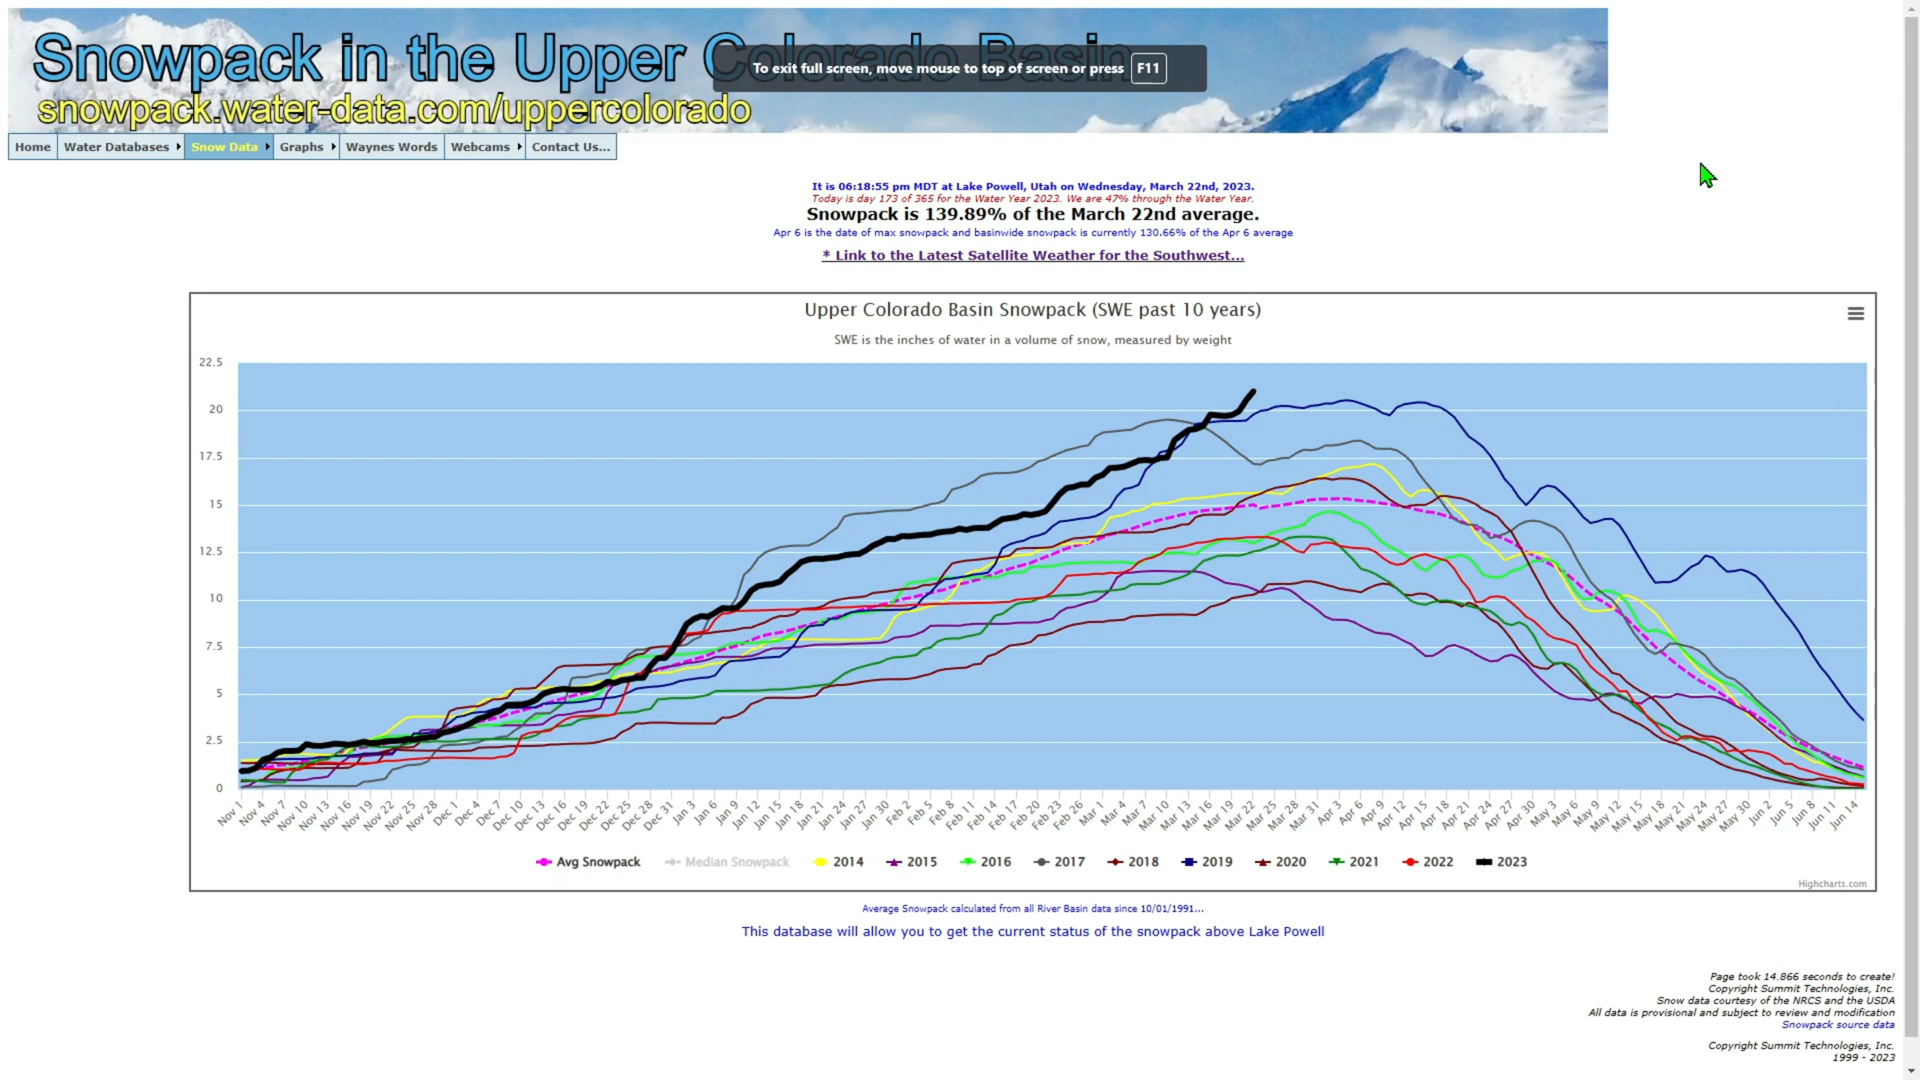 Snowpack in the Upper Colorado Basin
To exit full screen, move mouse to top of screen or press F11
snowpack.water-data.com/uppercolorado
Home Water Databases Snow Data Graphs Waynes Words Webcams Contact Us...
It is 06:18:55 pm MDT at Lake Powell, Utah on Wednesday, March 22nd, 2023.
Today is day 173 of 365 for the Water Year 2023. We are 47% through the Water Year.
Snowpack is 139.89% of the March 22nd average.
Apr 6 is the date of max snowpack and basinwide snowpack is currently 130.66% of the Apr 6 average
* Link to the Latest Satellite Weather for the Southwest...
Upper Colorado Basin Snowpack (SWE past 10 years)
SWE is the inches of water in a volume of snow, measured by weight
22.5
20
17.5
15
12.5
10
7.5
5
2.5
0
Nov 1 Nov 4 Nov 7 Nov 10 Nov 13 Nov 16 Nov 19 Nov 22 Nov 25 Nov 28 Dec 1 Dec 4 Dec 7 Dec 10 Dec 13 Dec 16 Dec 19 Dec 22 Dec 25 Dec 28 Dec 31 Jan 3 Jan 6 Jan 9 Jan 12 Jan 15 Jan 18 Jan 21 Jan 24 Jan 27 Jan 30 Feb 2 Feb 5 Feb 8 Feb 11 Feb 14 Feb 17 Feb 20 Feb 23 Feb 26 Mar 1 Mar 4 Mar 7 Mar 10 Mar 13 Mar 16 Mar 19 Mar 22 Mar 25 Mar 28 Mar 31 Apr 3 Apr 6 Apr 9 Apr 12 Apr 15 Apr 18 Apr 21 Apr 24 Apr 27 Apr 30 May 3 May 6 May 9 May 12 May 15 May 18 May 21 May 24 May 27 May 30 Jun 2 Jun 5 Jun 8 Jun 11 Jun 14
Avg Snowpack Median Snowpack 2014 2015 2016 2017 2018 2019 2020 2021 2022 2023
Highcharts.com
Average Snowpack calculated from all River Basin data since 10/01/1991...
This database will allow you to get the current status of the snowpack above Lake Powell
Page took 14.866 seconds to create!
Copyright Summit Technologies, Inc.
Snow data courtesy of the NRCS and the USDA
All data is provisional and subject to review and modification
Snowpack source data
Copyright Summit Technologies, Inc.
1999 - 2023